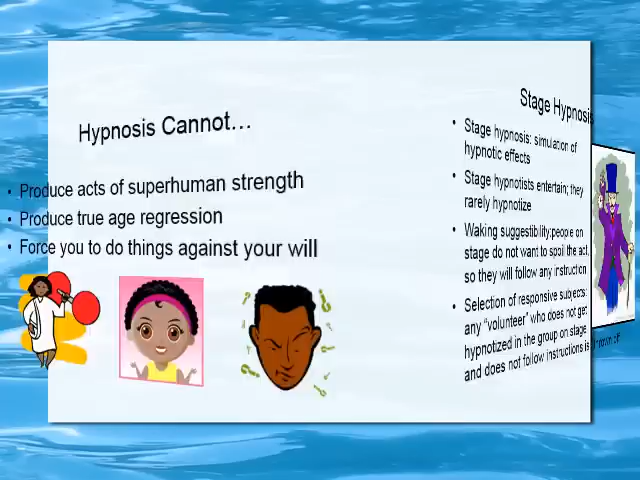 Hypnosis Cannot…
• Produce acts of superhuman strength
• Produce true age regression
• Force you to do things against your will
Stage Hypnosis
• Stage hypnosis: simulation of
hypnotic effects
• Stage hypnotists entertain; they
rarely hypnotize
• Waking suggestibility:people on
stage do not want to spoil the act,
so they will follow any instruction
• Selection of responsive subjects:
any “volunteer” who does not get
hypnotized in the group on stage
and does not follow instructions is